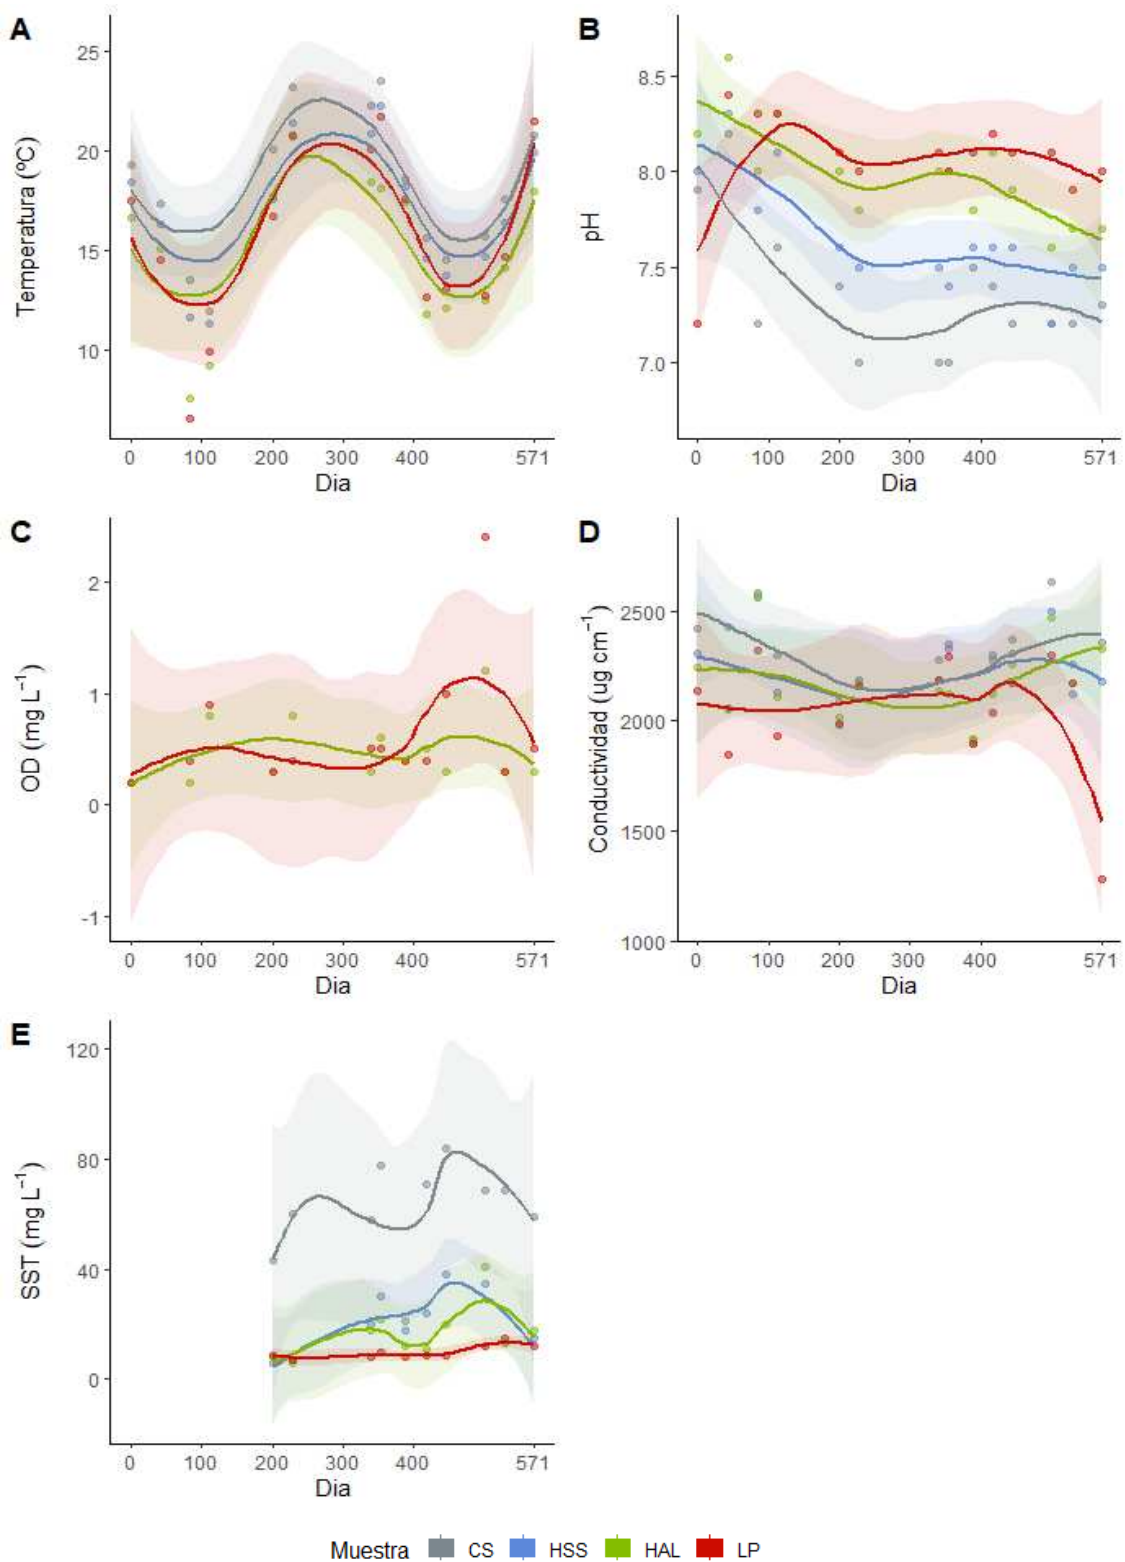 A
B
Temperatura (ºC)
25
20
15
10
0 100 200 300 400 571
Dia
pH
8.5
8.0
7.5
7.0
0 100 200 300 400 571
Dia
C
D
OD (mg L⁻¹)
2
1
0
-1
0 100 200 300 400 571
Dia
Conductividad (ug cm⁻¹)
2500
2000
1500
1000
0 100 200 300 400 571
Dia
E
SST (mg L⁻¹)
120
80
40
0
0 100 200 300 400 571
Dia
Muestra CS HSS HAL LP